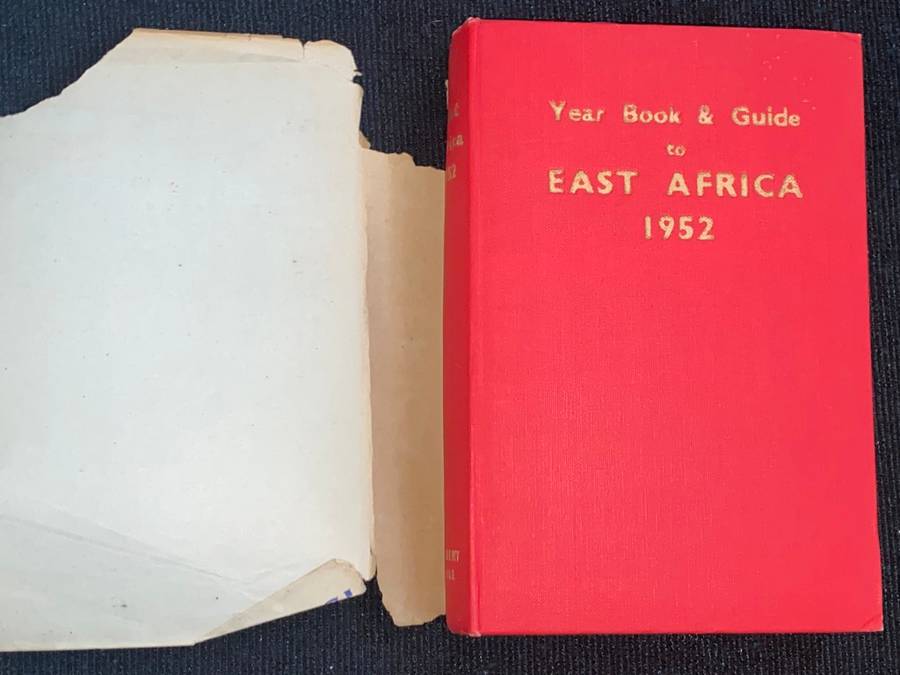 Year Book & Guide
to
EAST AFRICA
1952